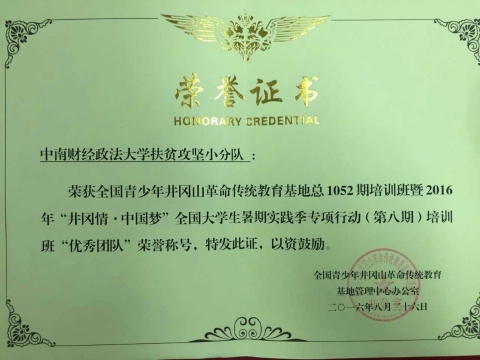 荣誉证书
HONORARY CREDENTIAL
中南财经政法大学扶贫攻坚小分队：
荣获全国青少年井冈山革命传统教育基地总1052期培训班暨2016
年“井冈情·中国梦”全国大学生暑期实践季专项行动（第八期）培训
班“优秀团队”荣誉称号，特发此证，以资鼓励。
全国青少年井冈山革命传统教育
基地管理中心办公室
二〇一六年八月二十六日